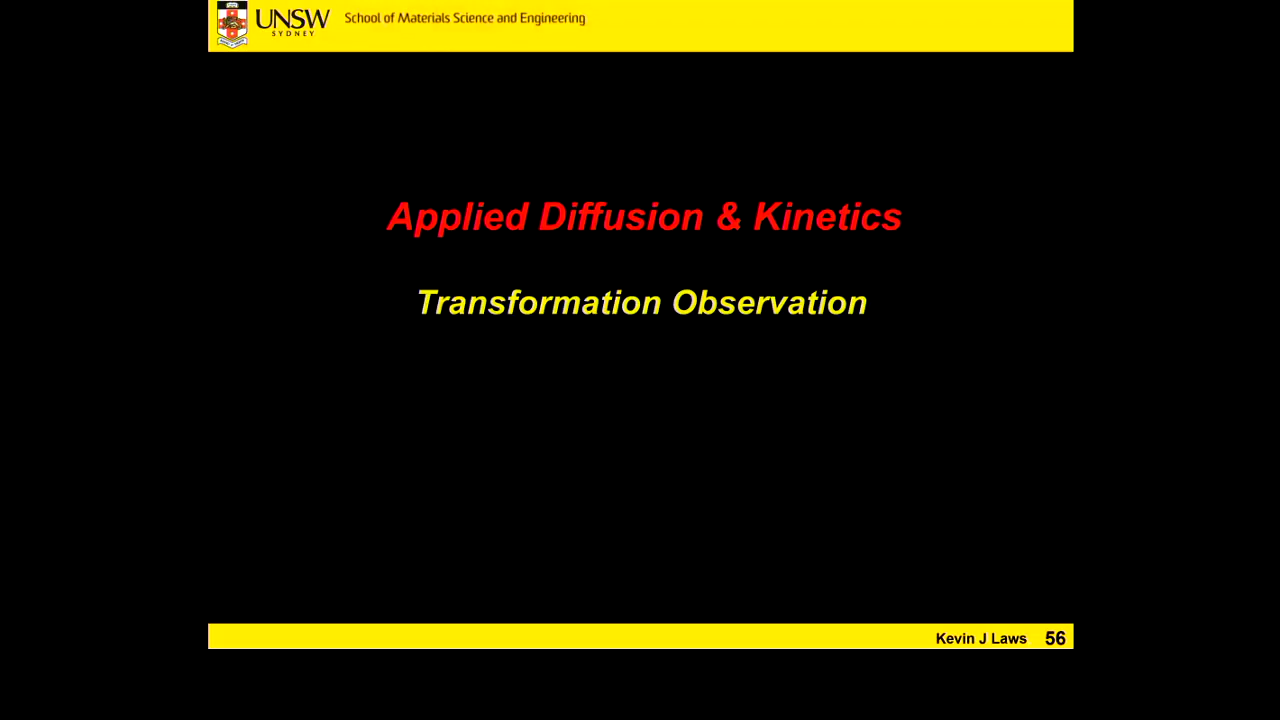 UNSW
SYDNEY
School of Materials Science and Engineering
Applied Diffusion & Kinetics
Transformation Observation
Kevin J Laws 56